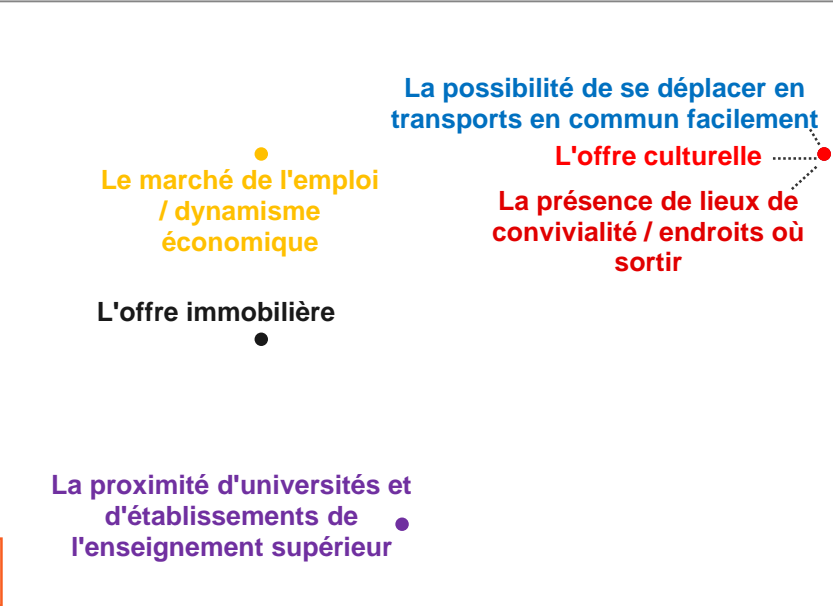 La possibilité de se déplacer en
transports en commun facilement
L'offre culturelle
La présence de lieux de
convivialité / endroits où
sortir
Le marché de l'emploi
/ dynamisme
économique
L'offre immobilière
La proximité d'universités et
d'établissements de
l'enseignement supérieur